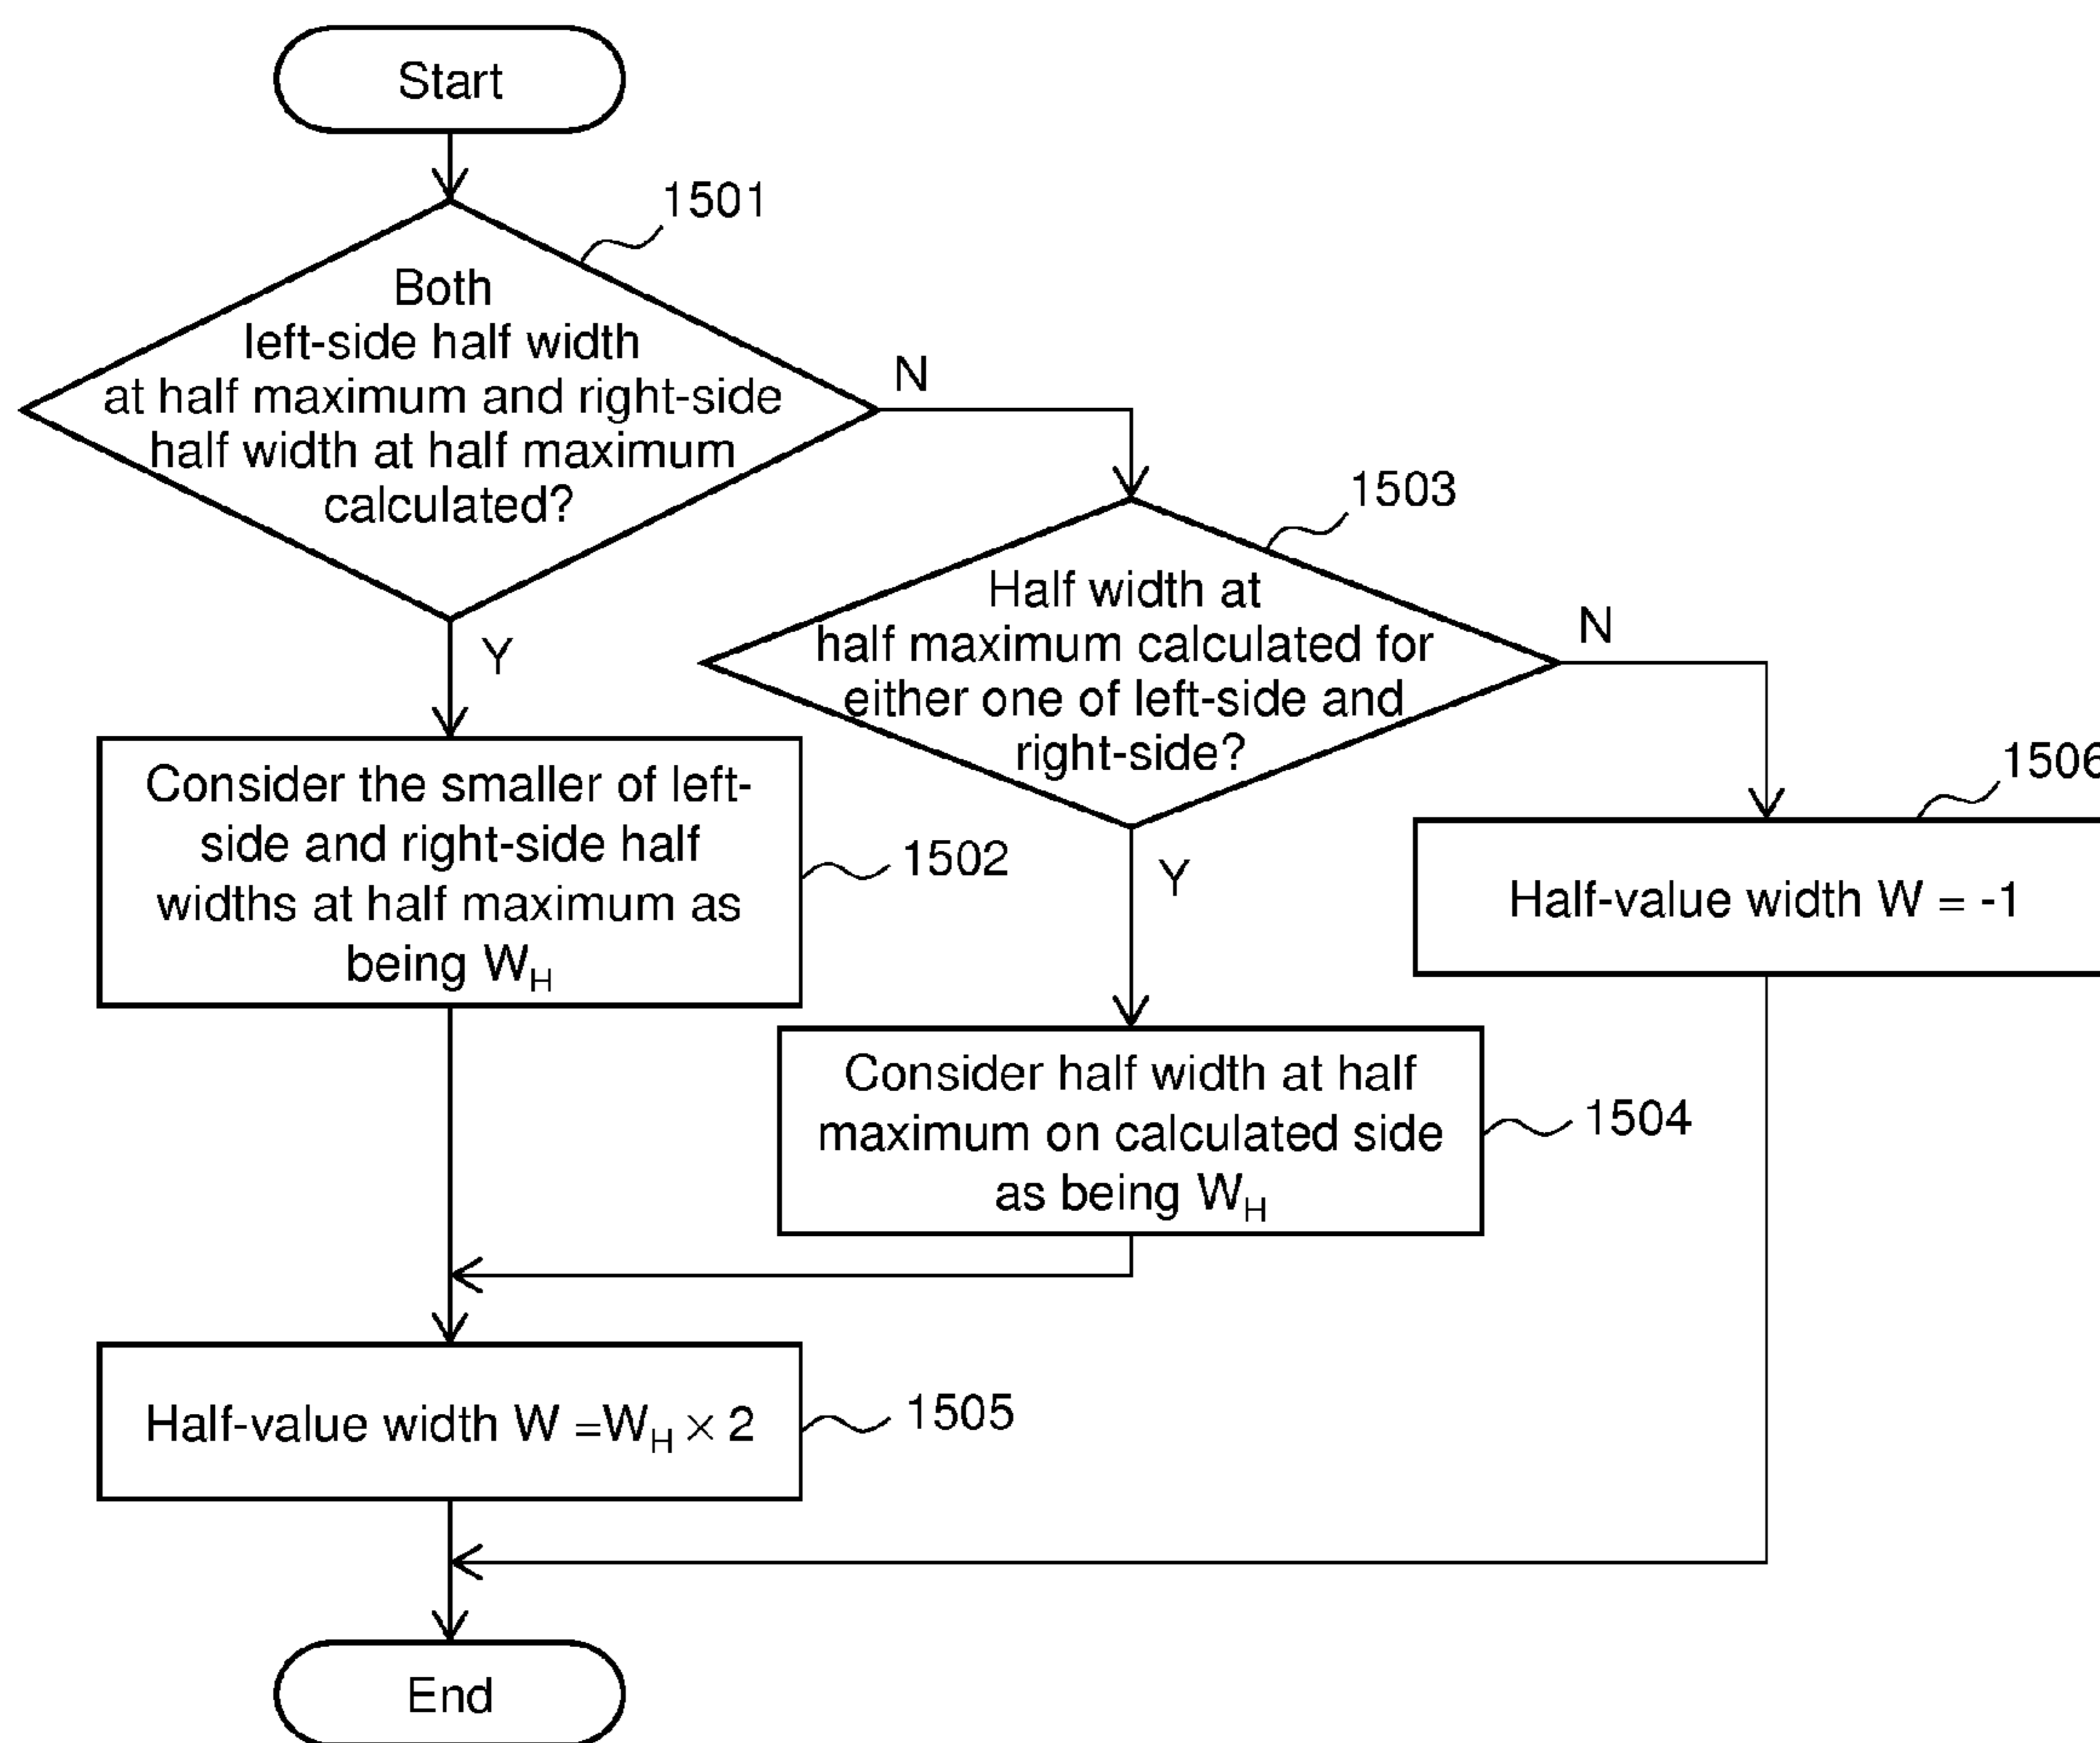 Start
1501
Both
left-side half width
at half maximum and right-side
half width at half maximum
calculated?
N
Y
1503
Half width at
half maximum calculated for
either one of left-side and
right-side?
N
Y
Consider the smaller of left-
side and right-side half
widths at half maximum as
being W_H
1502
1506
Half-value width W = -1
Consider half width at half
maximum on calculated side
as being W_H
1504
Half-value width W =W_H × 2
1505
End